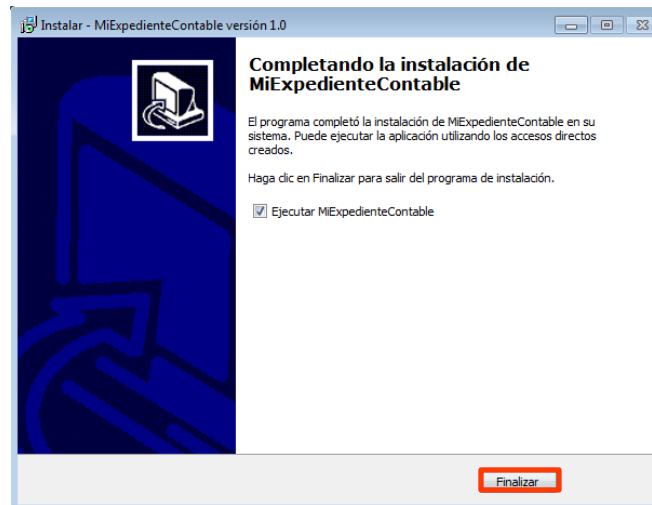 Instalar - MiExpedienteContable versión 1.0
Completando la instalación de
MiExpedienteContable
El programa completó la instalación de MiExpedienteContable en su
sistema. Puede ejecutar la aplicación utilizando los accesos directos
creados.
Haga clic en Finalizar para salir del programa de instalación.
Ejecutar MiExpedienteContable
Finalizar